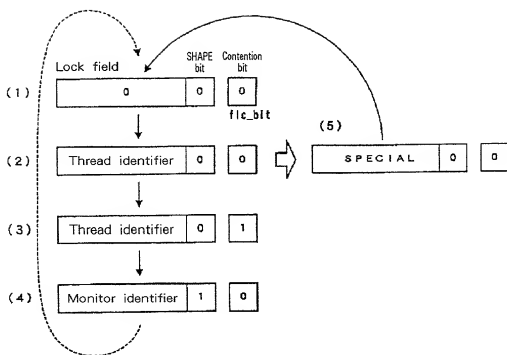 Lock field SHAPE bit Contention bit
(1) 0 0 0
flc_bit
(5)
(2) Thread identifier 0 0 SPECIAL 0 0
(3) Thread identifier 0 1
(4) Monitor identifier 1 0